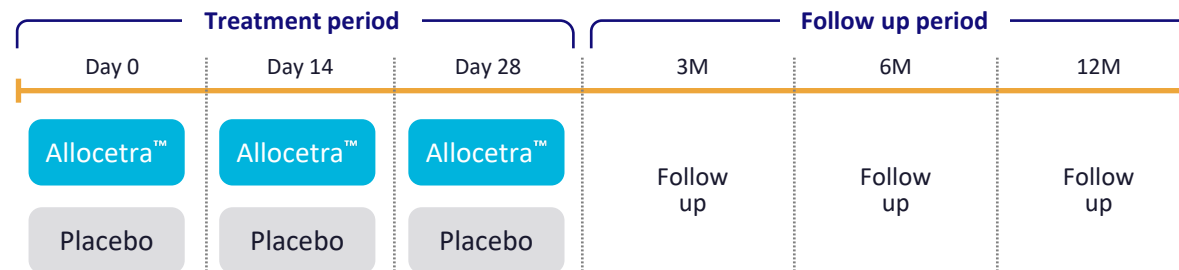 Treatment period Follow up period
Day 0 Day 14 Day 28 3M 6M 12M
Allocetra™ Allocetra™ Allocetra™
Follow up Follow up Follow up
Placebo Placebo Placebo